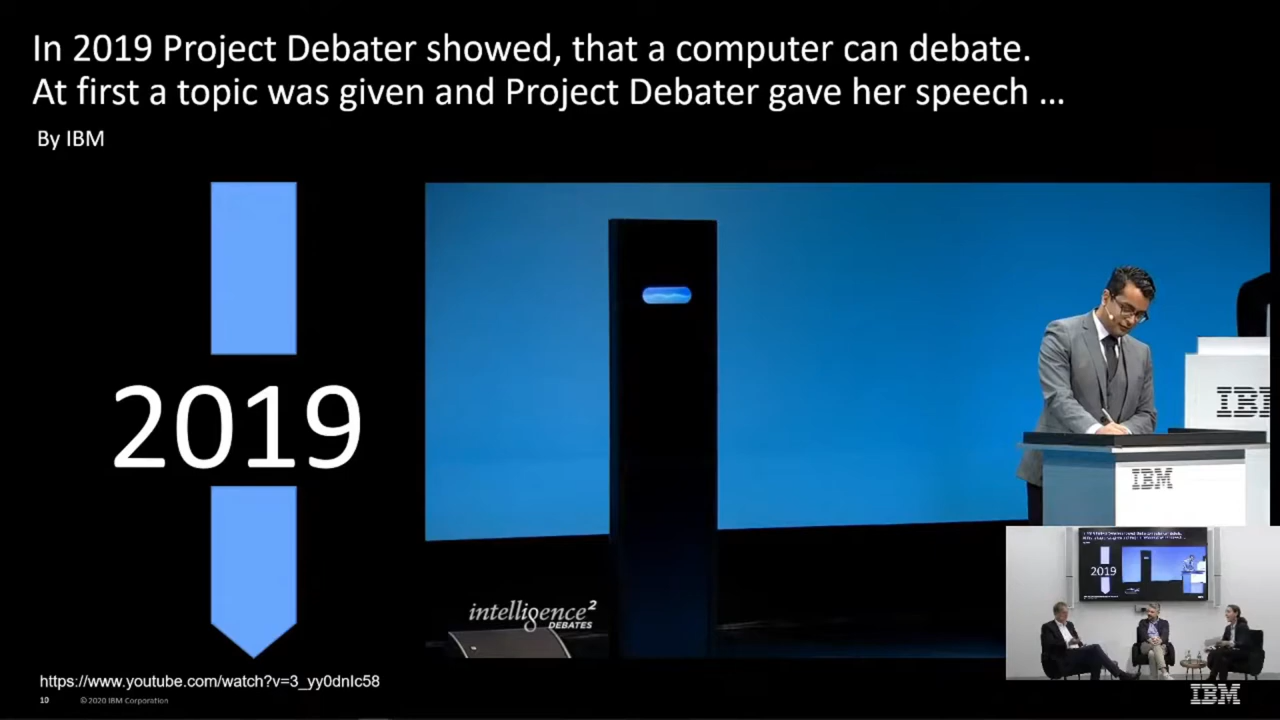 In 2019 Project Debater showed, that a computer can debate.
At first a topic was given and Project Debater gave her speech ...
By IBM
2019
IBM
IBM
intelligence²
DEBATES
2019
https://www.youtube.com/watch?v=3_yy0dnIc58
10 © 2020 IBM Corporation
IBM